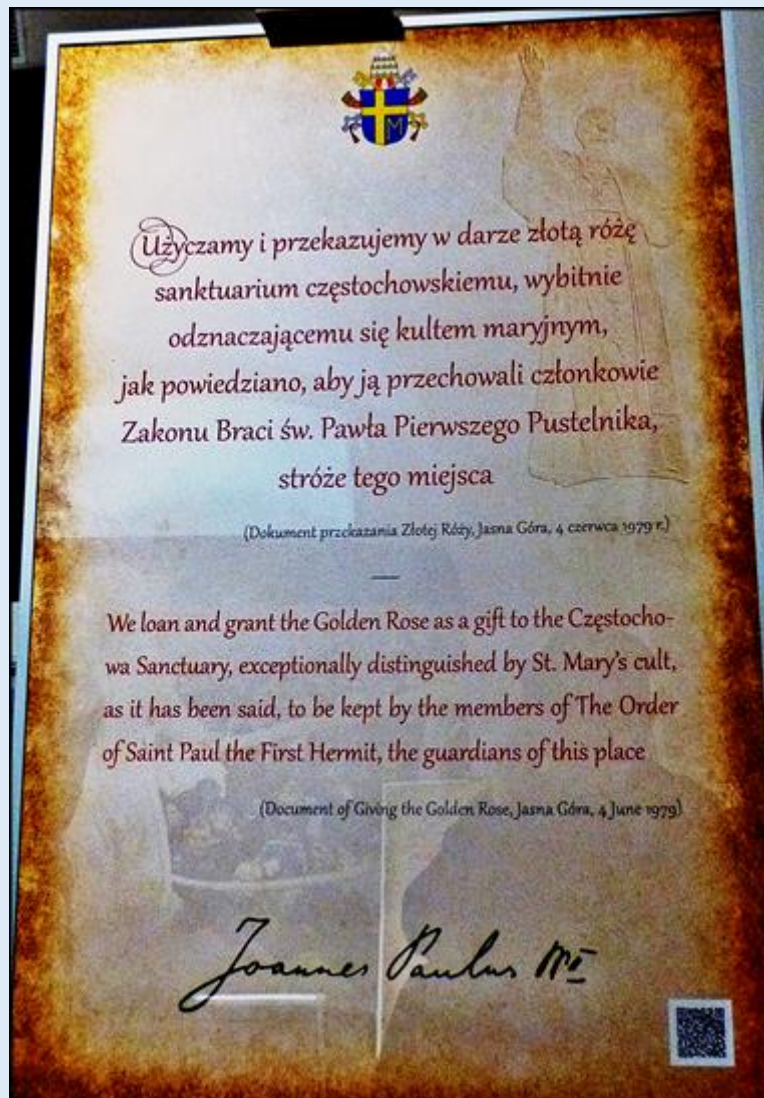 M
Użyczamy i przekazujemy w darze złotą różę
sanktuarium częstochowskiemu, wybitnie
odznaczającemu się kultem maryjnym,
jak powiedziano, aby ją przechowali członkowie
Zakonu Braci św. Pawła Pierwszego Pustelnika,
stróże tego miejsca
(Dokument przekazania Złotej Róży, Jasna Góra, 4 czerwca 1979 r.)
We loan and grant the Golden Rose as a gift to the Częstocho-
wa Sanctuary, exceptionally distinguished by St. Mary's cult,
as it has been said, to be kept by the members of The Order
of Saint Paul the First Hermit, the guardians of this place
(Document of Giving the Golden Rose, Jasna Góra, 4 June 1979)
Joannes Paulus PP. II